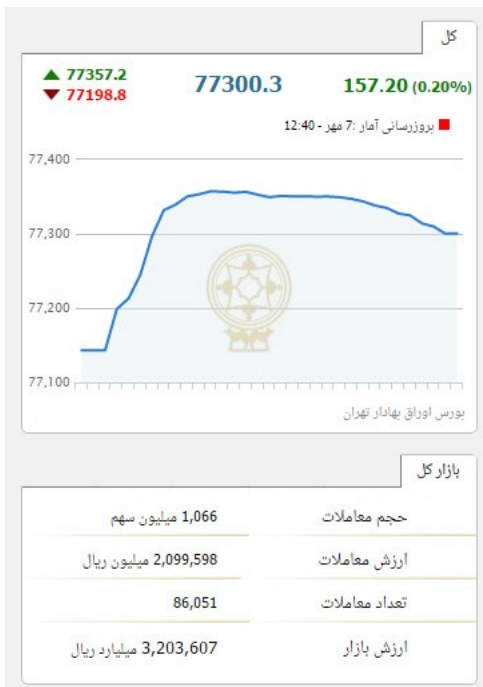 کل
77357.2
77198.8
77300.3
157.20 (0.20%)
بروزرسانی آمار :7 مهر - 12:40
77,400
77,300
77,200
77,100
بورس اوراق بهادار تهران
بازار کل
حجم معاملات 1,066 میلیون سهم
ارزش معاملات 2,099,598 میلیون ریال
تعداد معاملات 86,051
ارزش بازار 3,203,607 میلیارد ریال